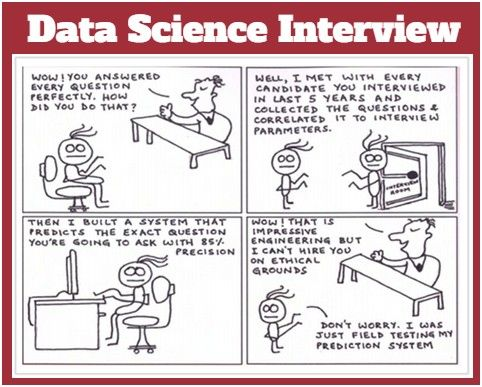 Data Science Interview
WOW! YOU ANSWERED
EVERY QUESTION
PERFECTLY. HOW
DID YOU DO THAT?
WELL, I MET WITH EVERY
CANDIDATE YOU INTERVIEWED
IN LAST 5 YEARS AND
COLLECTED THE QUESTIONS &
CORRELATED IT TO INTERVIEW
PARAMETERS.
INTERVIEW
ROOM
THEN I BUILT A SYSTEM THAT
PREDICTS THE EXACT QUESTION
YOU'RE GOING TO ASK WITH 85%
PRECISION
WOW! THAT IS
IMPRESSIVE
ENGINEERING BUT
I CAN'T HIRE YOU
ON ETHICAL
GROUNDS
DON'T WORRY. I WAS
JUST FIELD TESTING MY
PREDICTION SYSTEM